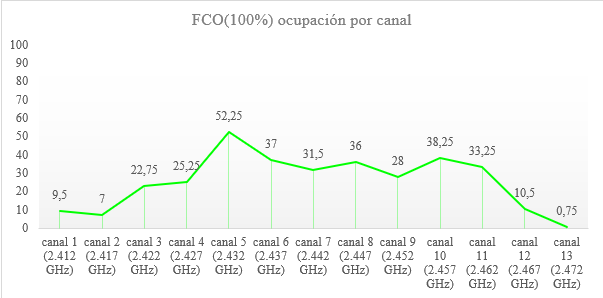 FCO(100%) ocupación por canal
100
90
80
70
60
50
40
30
20
10
0
9,5
7
22,75
25,25
52,25
37
31,5
36
28
38,25
33,25
10,5
0,75
canal 1
(2.412
GHz)
canal 2
(2.417
GHz)
canal 3
(2.422
GHz)
canal 4
(2.427
GHz)
canal 5
(2.432
GHz)
canal 6
(2.437
GHz)
canal 7
(2.442
GHz)
canal 8
(2.447
GHz)
canal 9
(2.452
GHz)
canal
10
(2.457
GHz)
canal
11
(2.462
GHz)
canal
12
(2.467
GHz)
canal
13
(2.472
GHz)